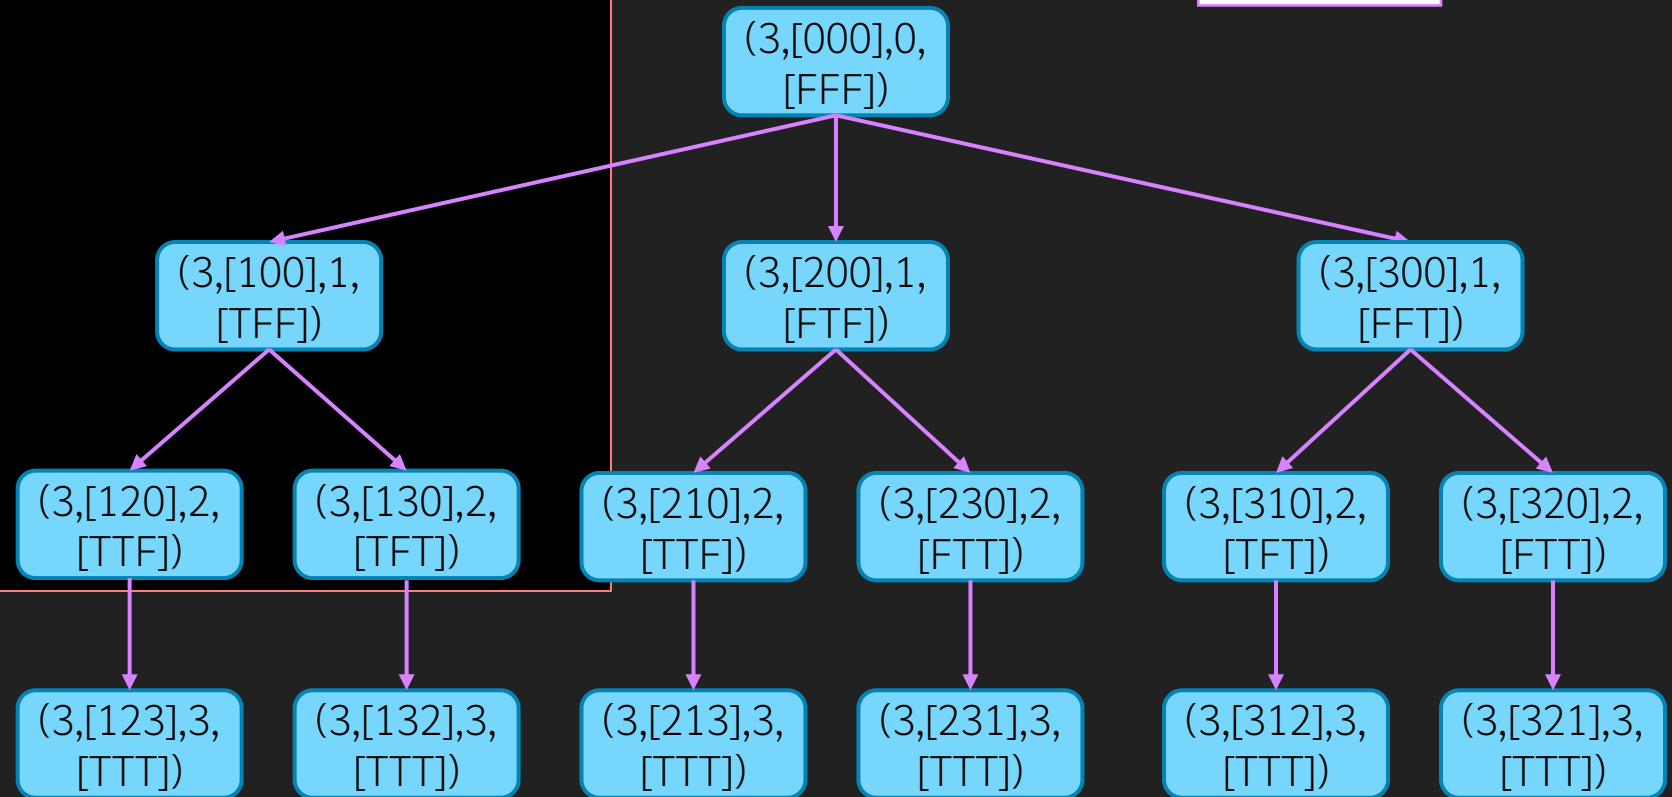 (3,[000],0,
[FFF])
(3,[100],1,
[TFF])
(3,[200],1,
[FTF])
(3,[300],1,
[FFT])
(3,[120],2,
[TTF])
(3,[130],2,
[TFT])
(3,[210],2,
[TTF])
(3,[230],2,
[FTT])
(3,[310],2,
[TFT])
(3,[320],2,
[FTT])
(3,[123],3,
[TTT])
(3,[132],3,
[TTT])
(3,[213],3,
[TTT])
(3,[231],3,
[TTT])
(3,[312],3,
[TTT])
(3,[321],3,
[TTT])